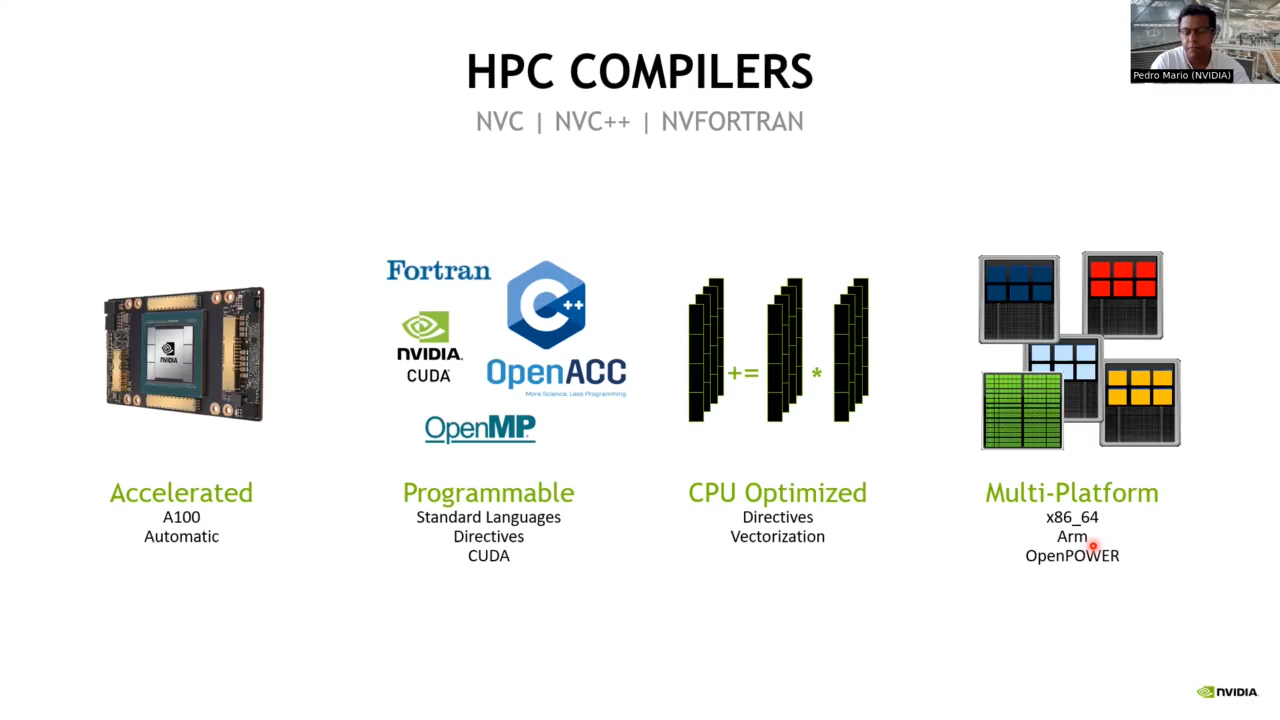 HPC COMPILERS
NVC | NVC++ | NVFORTRAN
Pedro Mario (NVIDIA)
NVIDIA
Fortran
C++
NVIDIA.
CUDA
OpenACC
More Science, Less Programming
OpenMP
+= *
Accelerated
A100
Automatic
Programmable
Standard Languages
Directives
CUDA
CPU Optimized
Directives
Vectorization
Multi-Platform
x86_64
Arm
OpenPOWER
NVIDIA.